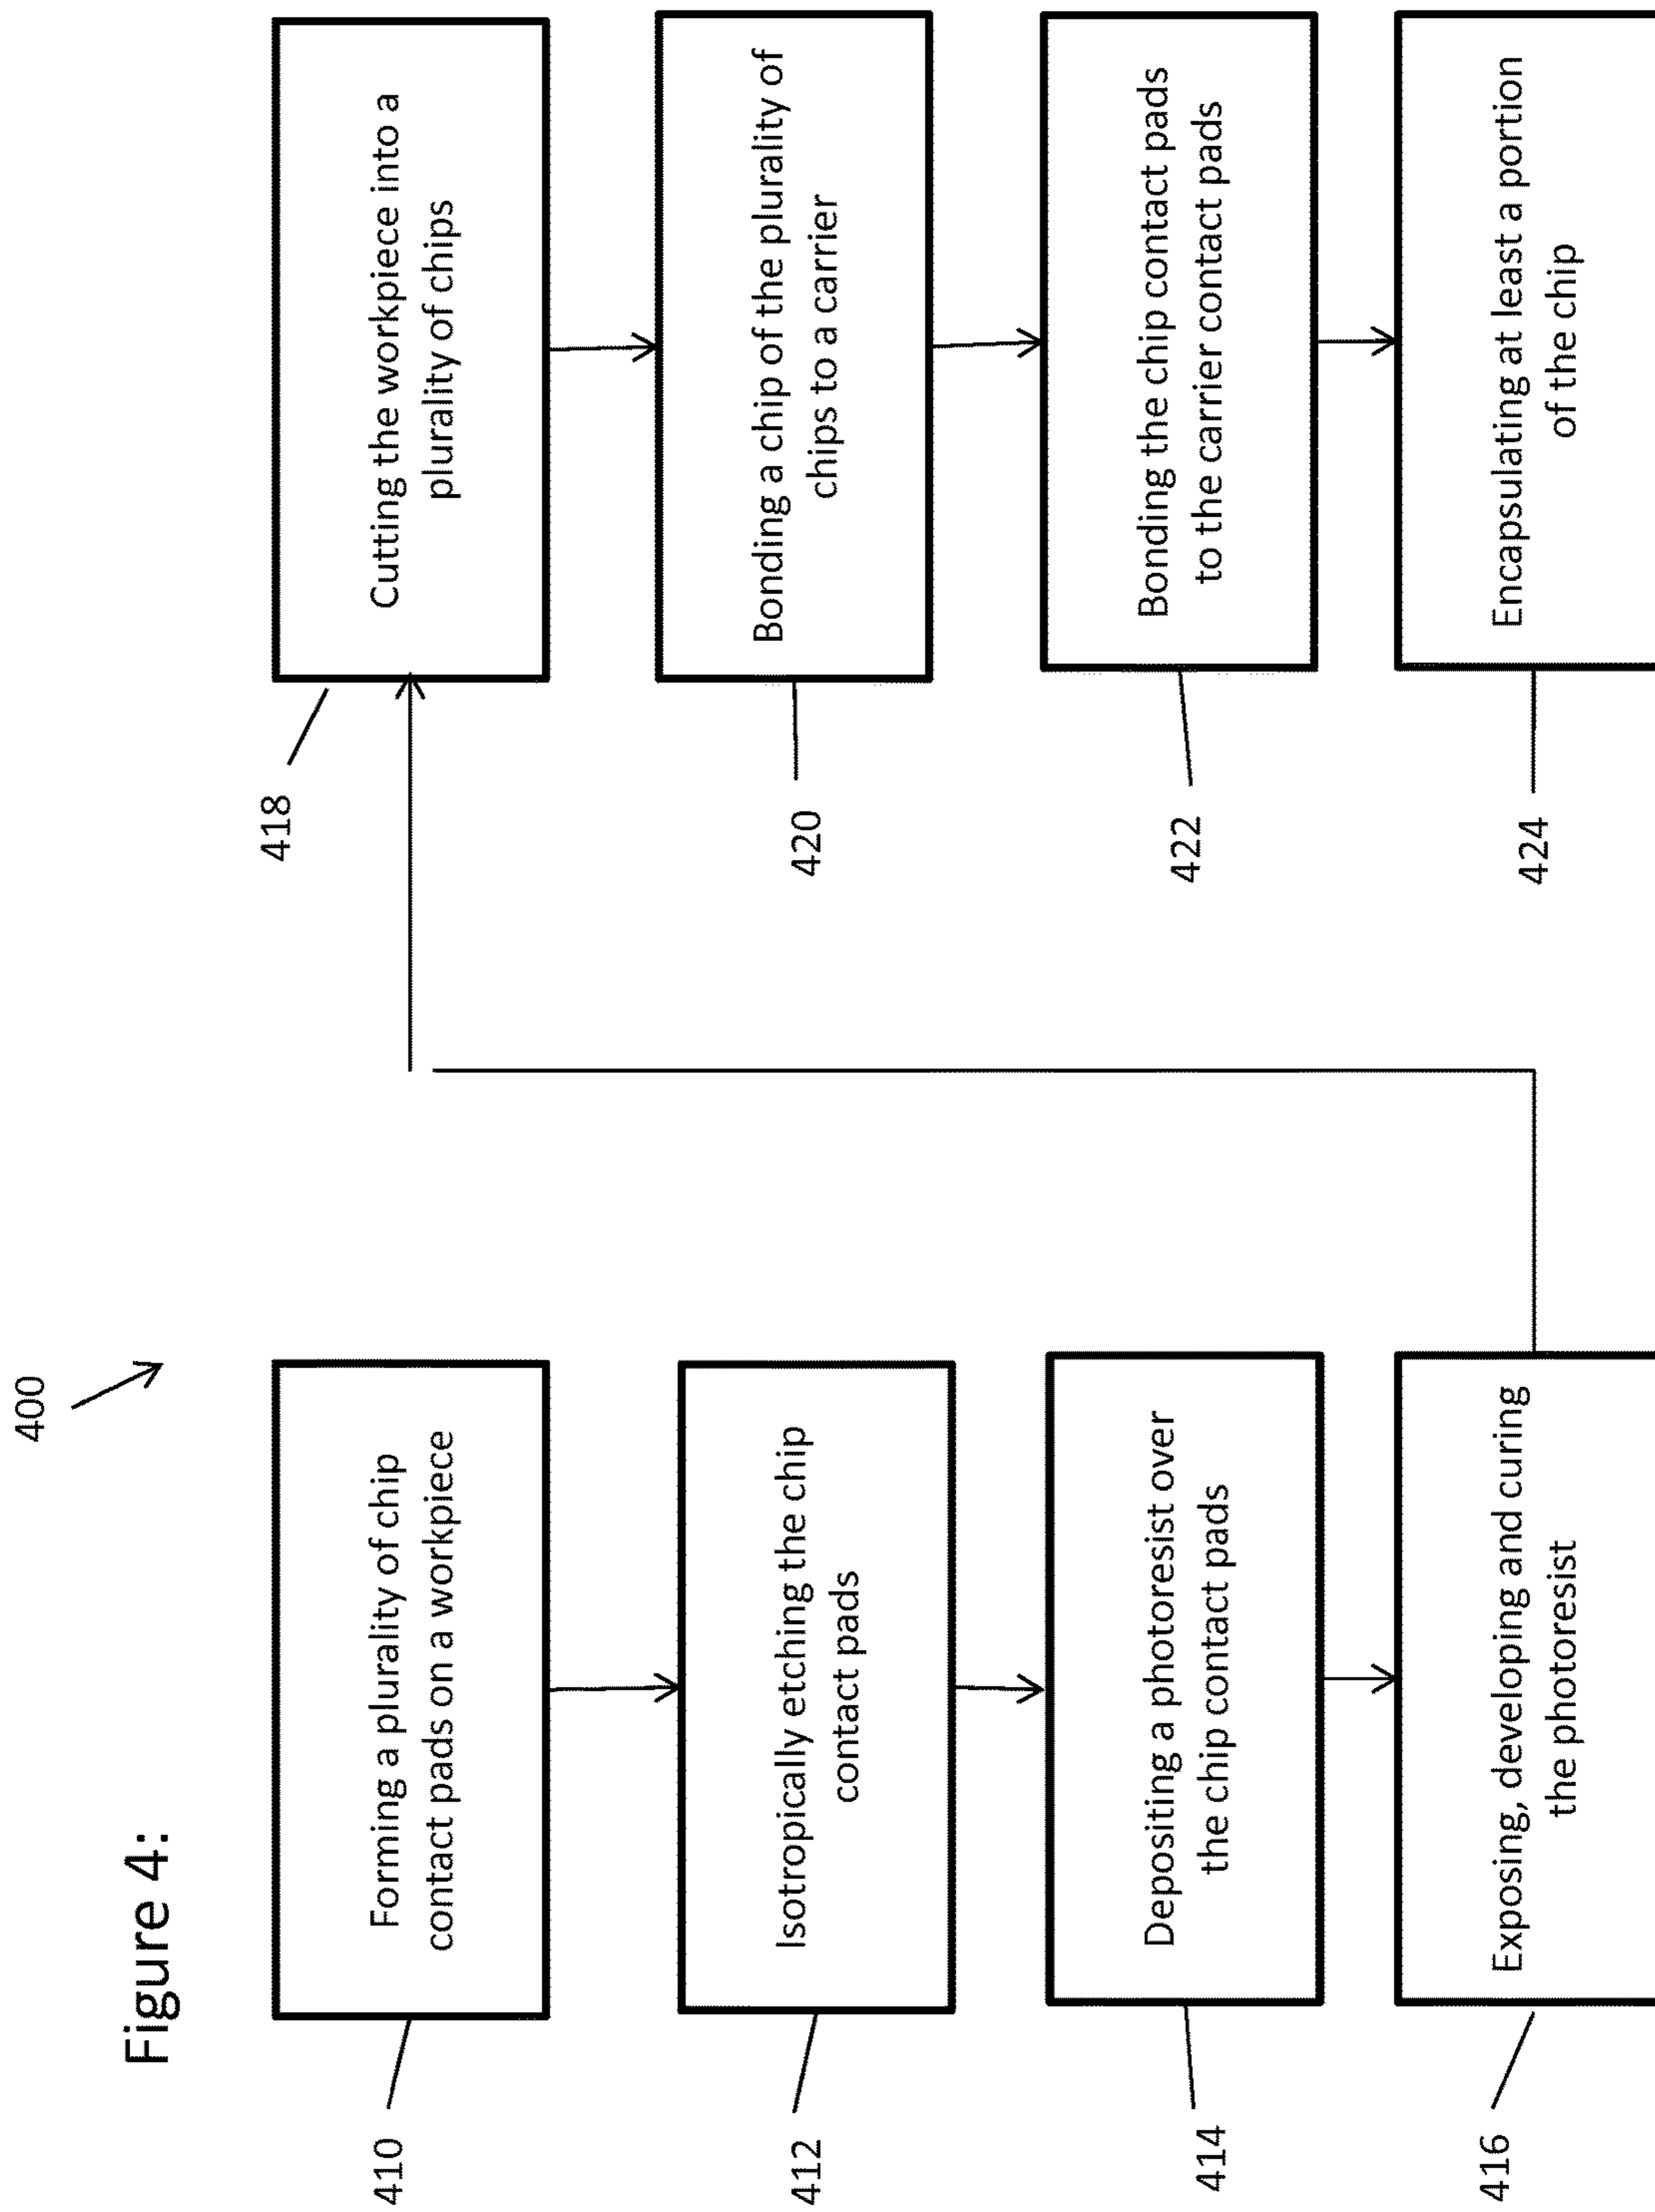 Figure 4:
400
410
Forming a plurality of chip
contact pads on a workpiece
412
Isotropically etching the chip
contact pads
414
Depositing a photoresist over
the chip contact pads
416
Exposing, developing and curing
the photoresist
418
Cutting the workpiece into a
plurality of chips
420
Bonding a chip of the plurality of
chips to a carrier
422
Bonding the chip contact pads
to the carrier contact pads
424
Encapsulating at least a portion
of the chip